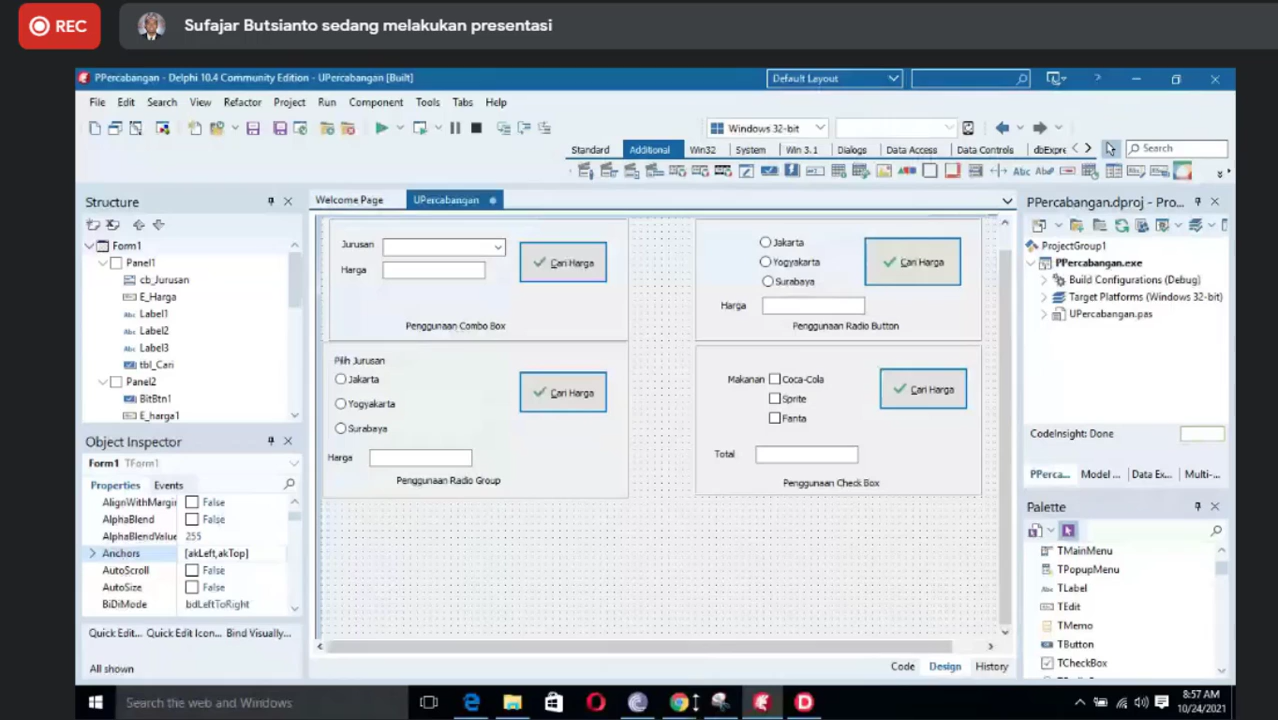 REC
Sufajar Butsianto sedang melakukan presentasi
PPercabangan - Delphi 10.4 Community Edition - UPercabangan [Built]
Default Layout
File Edit Search View Refactor Project Run Component Tools Tabs Help
Windows 32-bit
Standard Additional Win32 System Win 3.1 Dialogs Data Access Data Controls dbExpre
Search
Structure
Form1
Panel1
cb_Jurusan
E_Harga
Label1
Label2
Label3
tbl_Cari
Panel2
BitBtn1
E_harga1
Object Inspector
Form1 TForm1
Properties Events
AlignWithMargin False
AlphaBlend False
AlphaBlendValue 255
Anchors [akLeft,akTop]
AutoScroll False
AutoSize False
BiDiMode bdLeftToRight
Quick Edit... Quick Edit Icon... Bind Visually...
All shown
Welcome Page UPercabangan
Jurusan
Harga
Cari Harga
Penggunaan Combo Box
Jakarta
Yogyakarta
Surabaya
Cari Harga
Harga
Penggunaan Radio Button
Pilih Jurusan
Jakarta
Yogyakarta
Surabaya
Cari Harga
Harga
Penggunaan Radio Group
Makanan Coca-Cola
Sprite
Fanta
Cari Harga
Total
Penggunaan Check Box
Code Design History
PPercabangan.dproj - Pro...
ProjectGroup1
PPercabangan.exe
Build Configurations (Debug)
Target Platforms (Windows 32-bit)
UPercabangan.pas
CodeInsight: Done
PPerca... Model ... Data Ex... Multi-...
Palette
TMainMenu
TPopupMenu
TLabel
TEdit
TMemo
TButton
TCheckBox
Search the web and Windows
8:57 AM
10/24/2021